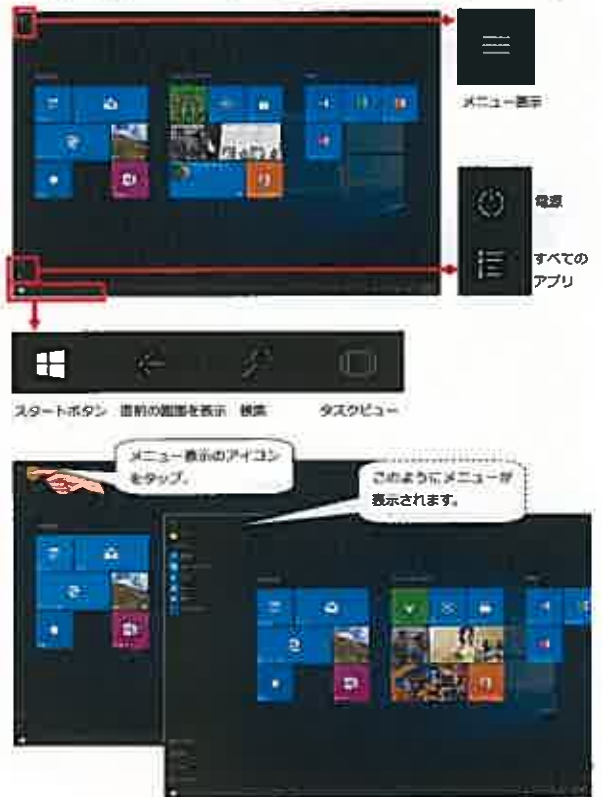 メニュー表示
電源
すべての
アプリ
スタートボタン 直前の画面を表示 検索 タスクビュー
メニュー表示のアイコン
をタップ。
このようにメニューが
表示されます。